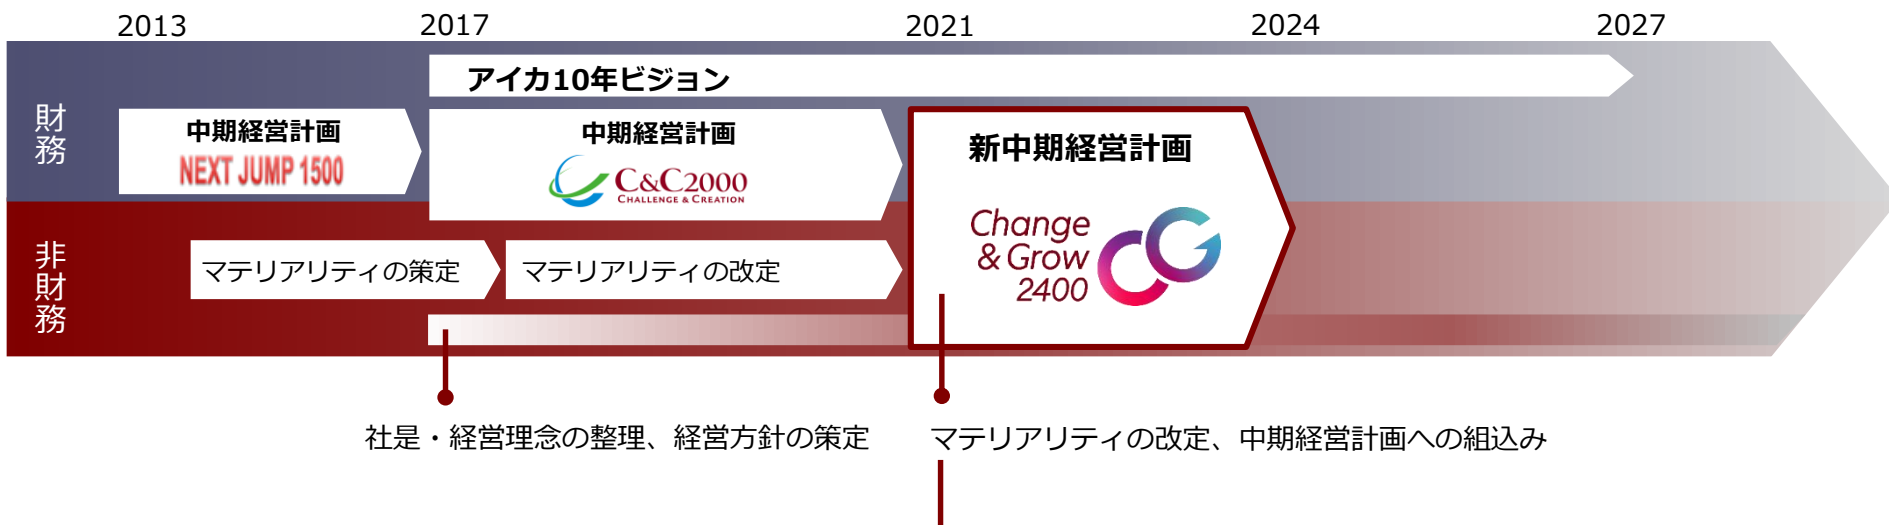 2013
2017
2021
2024
2027
アイカ10年ビジョン
財務
中期経営計画
NEXT JUMP 1500
中期経営計画
C&C2000
CHALLENGE & CREATION
新中期経営計画
Change
& Grow
2400
非財務
マテリアリティの策定
マテリアリティの改定
社是・経営理念の整理、経営方針の策定
マテリアリティの改定、中期経営計画への組込み